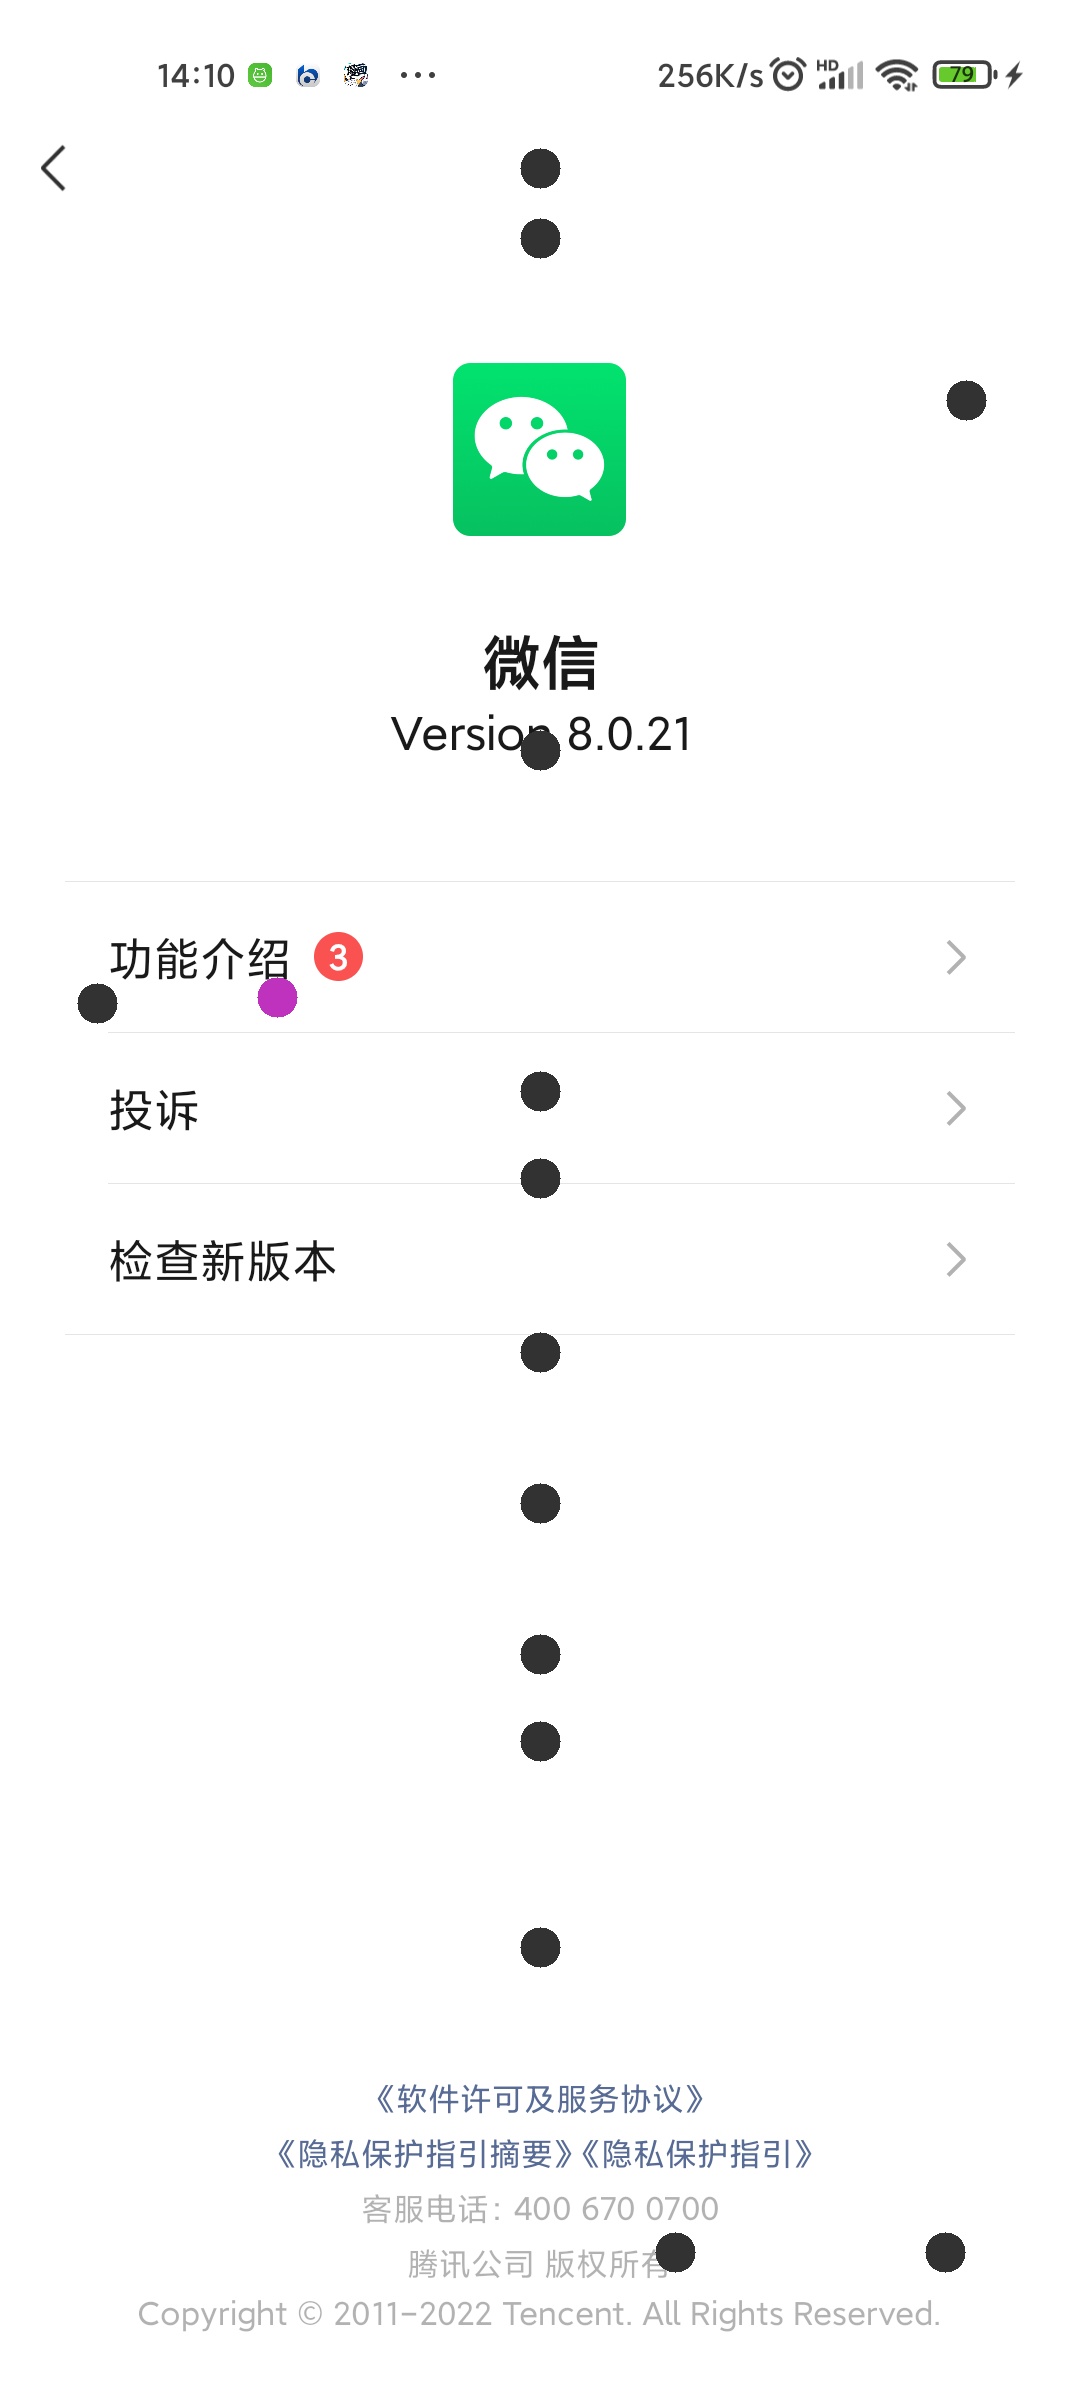 14:10 256K/s HD 79
微信
Version 8.0.21
功能介绍 3
投诉
检查新版本
《软件许可及服务协议》
《隐私保护指引摘要》《隐私保护指引》
客服电话：400 670 0700
腾讯公司 版权所有
Copyright © 2011-2022 Tencent. All Rights Reserved.